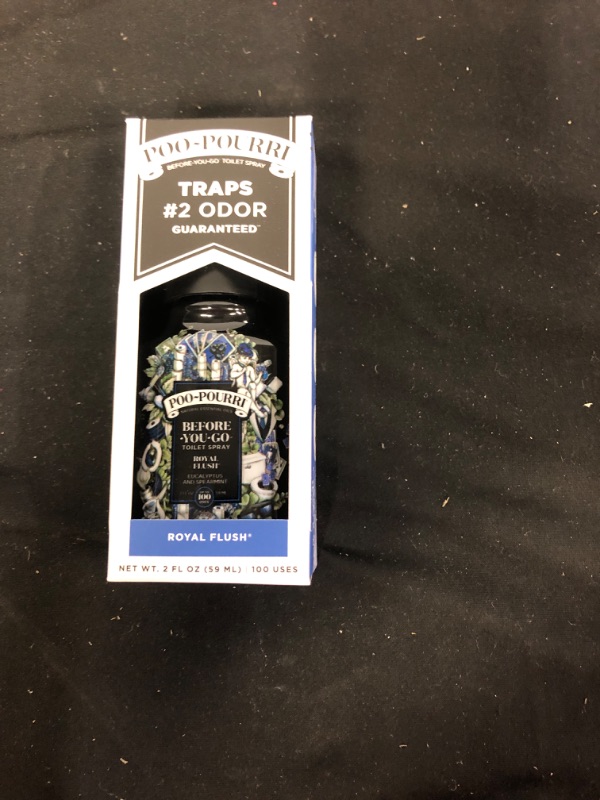 POO-POURRI
BEFORE-YOU-GO TOILET SPRAY
TRAPS
#2 ODOR
GUARANTEED™
POO-POURRI
BEFORE
·YOU-GO·
TOILET SPRAY
ROYAL
FLUSH®
EUCALYPTUS
AND SPEARMINT
100
ROYAL FLUSH®
NET WT. 2 FL OZ (59 ML) | 100 USES